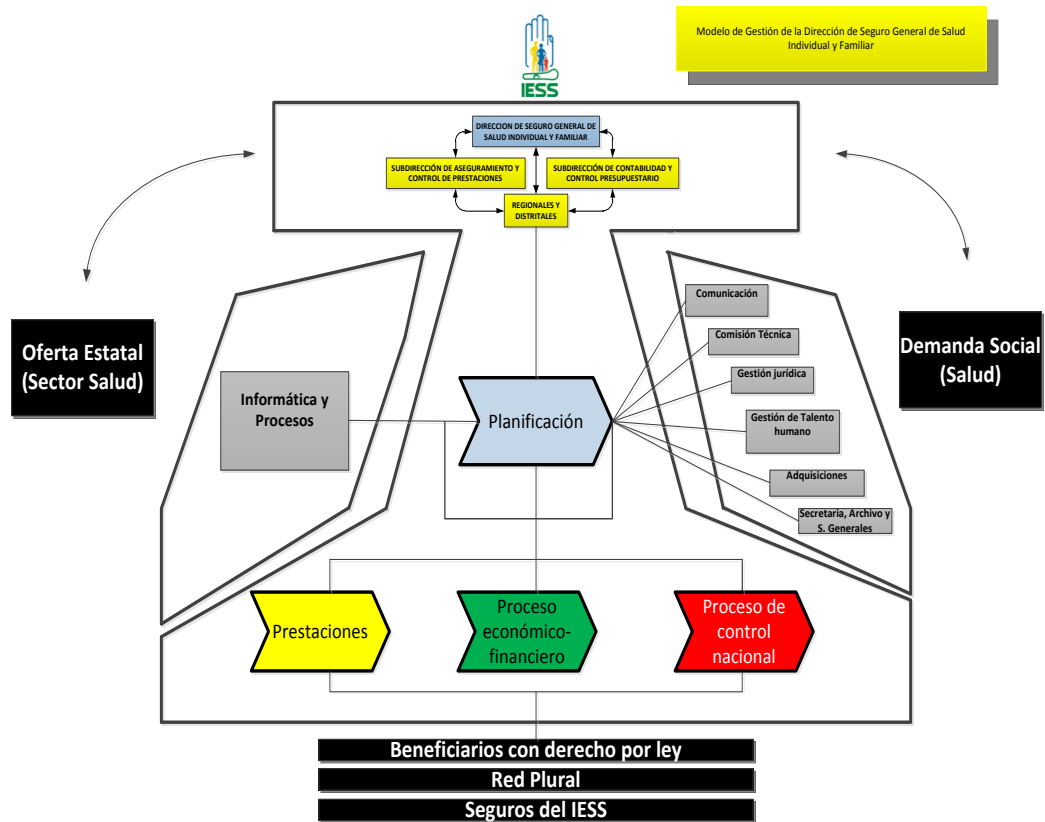 Modelo de Gestión de la Dirección de Seguro General de Salud
Individual y Familiar
IESS
DIRECCION DE SEGURO GENERAL DE
SALUD INDIVIDUAL Y FAMILIAR
SUBDIRECCIÓN DE ASEGURAMIENTO Y
CONTROL DE PRESTACIONES
SUBDIRECCIÓN DE CONTABILIDAD Y
CONTROL PRESUPUESTARIO
REGIONALES Y
DISTRITALES
Oferta Estatal
(Sector Salud)
Demanda Social
(Salud)
Informática y
Procesos
Planificación
Comunicación
Comisión Técnica
Gestión jurídica
Gestión de Talento
humano
Adquisiciones
Secretaria, Archivo y
S. Generales
Prestaciones
Proceso
económico-
financiero
Proceso de
control
nacional
Beneficiarios con derecho por ley
Red Plural
Seguros del IESS